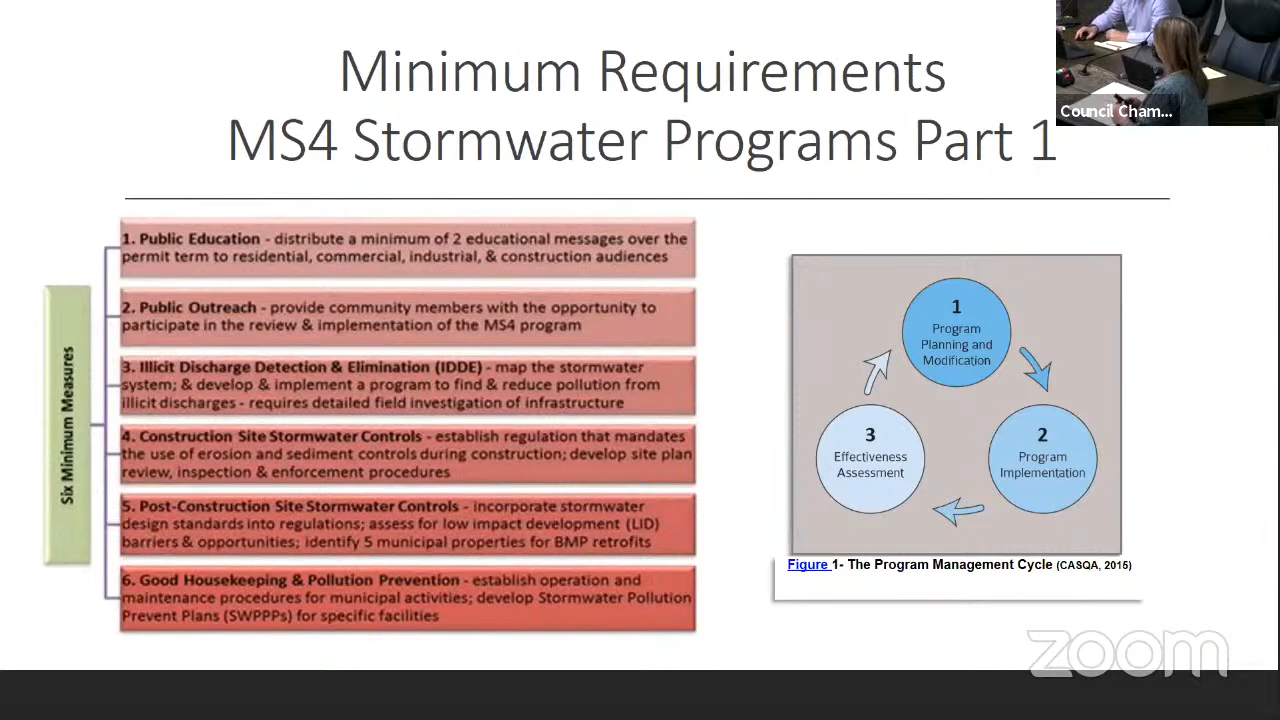 Minimum Requirements
MS4 Stormwater Programs Part 1
Council Cham...
Six Minimum Measures
1. Public Education - distribute a minimum of 2 educational messages over the
permit term to residential, commercial, industrial, & construction audiences
2. Public Outreach - provide community members with the opportunity to
participate in the review & implementation of the MS4 program
3. Illicit Discharge Detection & Elimination (IDDE) - map the stormwater
system; & develop & implement a program to find & reduce pollution from
illicit discharges - requires detailed field investigation of infrastructure
4. Construction Site Stormwater Controls - establish regulation that mandates
the use of erosion and sediment controls during construction; develop site plan
review, inspection & enforcement procedures
5. Post-Construction Site Stormwater Controls - incorporate stormwater
design standards into regulations; assess for low impact development (LID)
barriers & opportunities; identify 5 municipal properties for BMP retrofits
6. Good Housekeeping & Pollution Prevention - establish operation and
maintenance procedures for municipal activities; develop Stormwater Pollution
Prevent Plans (SWPPPs) for specific facilities
1
Program
Planning and
Modification
2
Program
Implementation
3
Effectiveness
Assessment
Figure 1- The Program Management Cycle (CASQA, 2015)
zoom